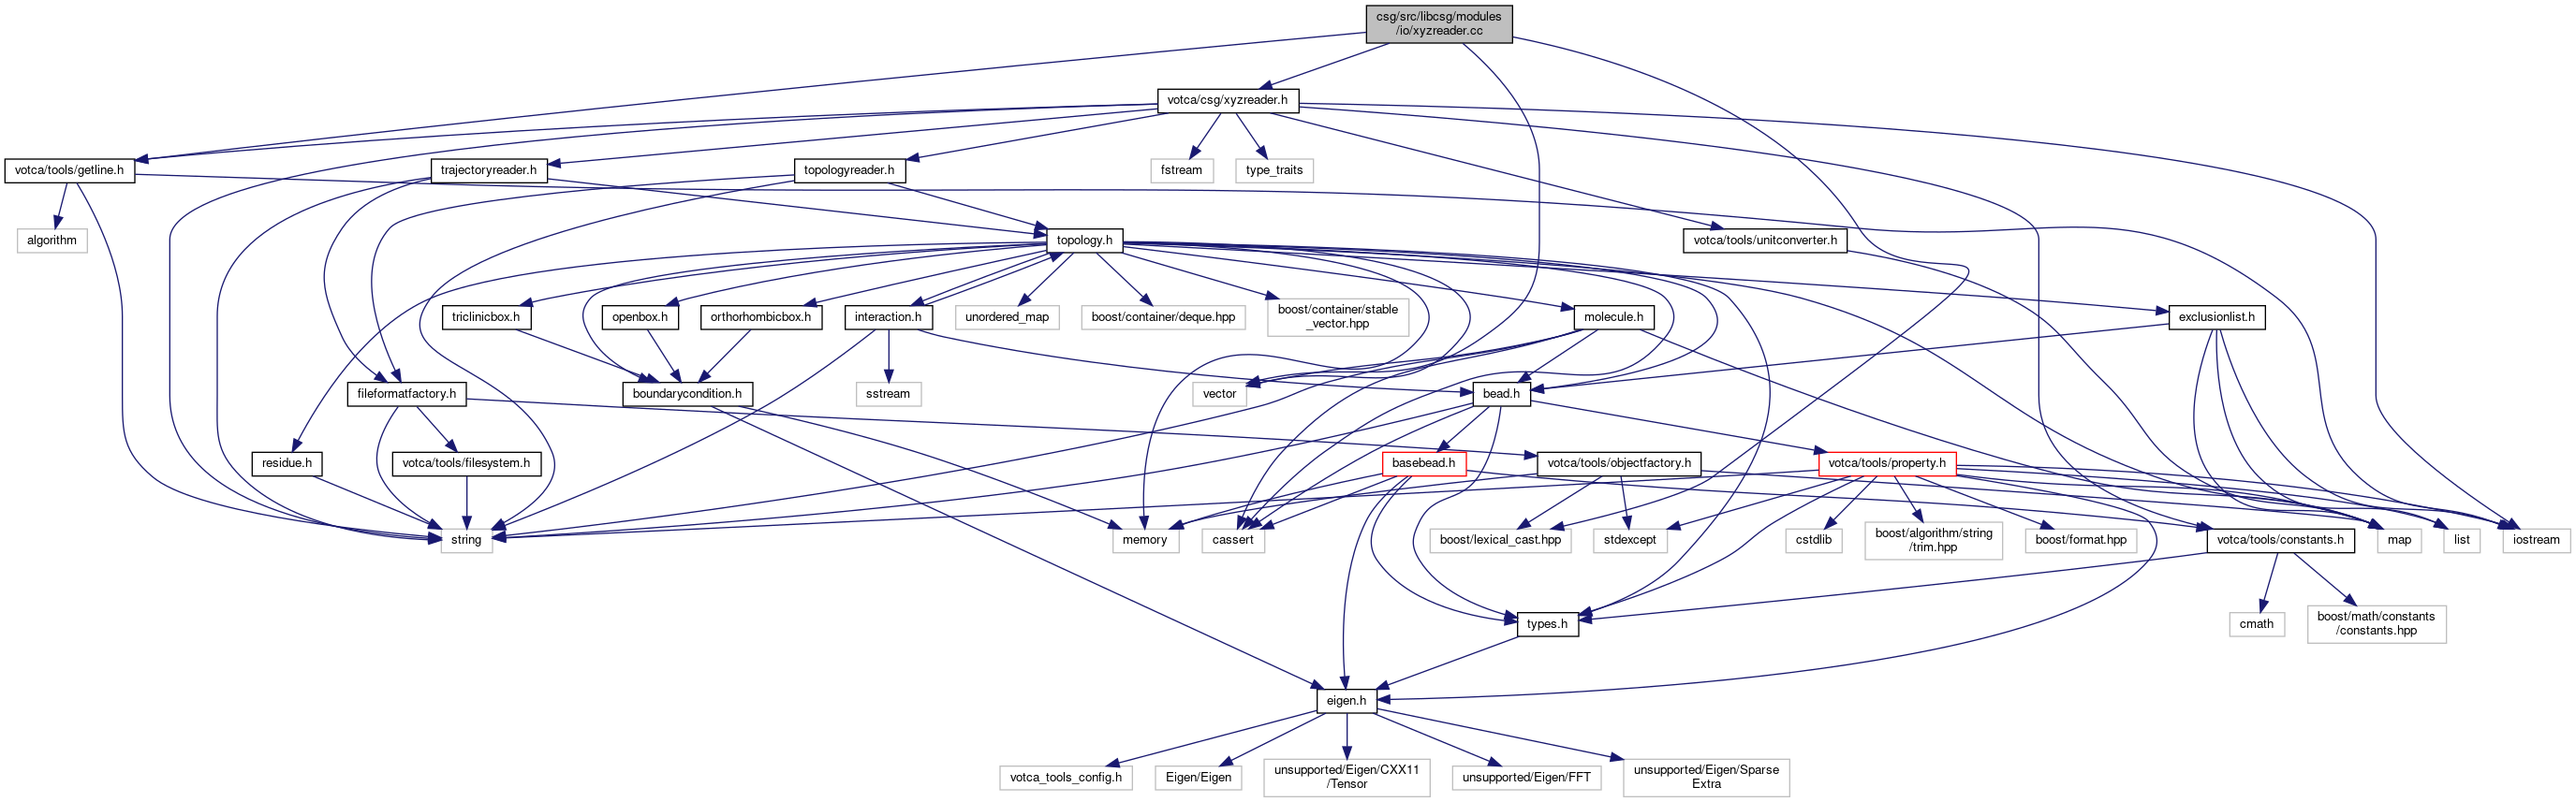 csg/src/libcsg/modules
/io/xyzreader.cc
votca/csg/xyzreader.h
votca/tools/getline.h
trajectoryreader.h
topologyreader.h
fstream
type_traits
algorithm
topology.h
votca/tools/unitconverter.h
triclinicbox.h
openbox.h
orthorhombicbox.h
interaction.h
unordered_map
boost/container/deque.hpp
boost/container/stable
_vector.hpp
molecule.h
exclusionlist.h
fileformatfactory.h
boundarycondition.h
sstream
vector
bead.h
residue.h
votca/tools/filesystem.h
basebead.h
votca/tools/objectfactory.h
votca/tools/property.h
string
memory
cassert
boost/lexical_cast.hpp
stdexcept
cstdlib
boost/algorithm/string
/trim.hpp
boost/format.hpp
votca/tools/constants.h
map
list
iostream
types.h
cmath
boost/math/constants
/constants.hpp
eigen.h
votca_tools_config.h
Eigen/Eigen
unsupported/Eigen/CXX11
/Tensor
unsupported/Eigen/FFT
unsupported/Eigen/Sparse
Extra